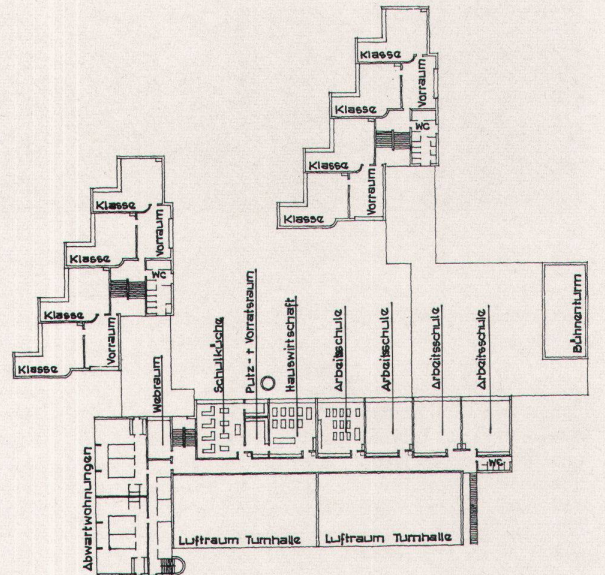 Klasse
Klasse
Vorraum
Klasse
WC
Klasse
Vorraum
Klasse
Klasse
Vorraum
Klasse
WC
Klasse
Vorraum
Webraum
Schulküche
Putz- + Vorratsraum
Hauswirtschaft
Arbeitsschule
Arbeitsschule
Arbeitsschule
Arbeitsschule
Bühnenturm
Abwartwohnungen
WC
Luftraum Turnhalle
Luftraum Turnhalle